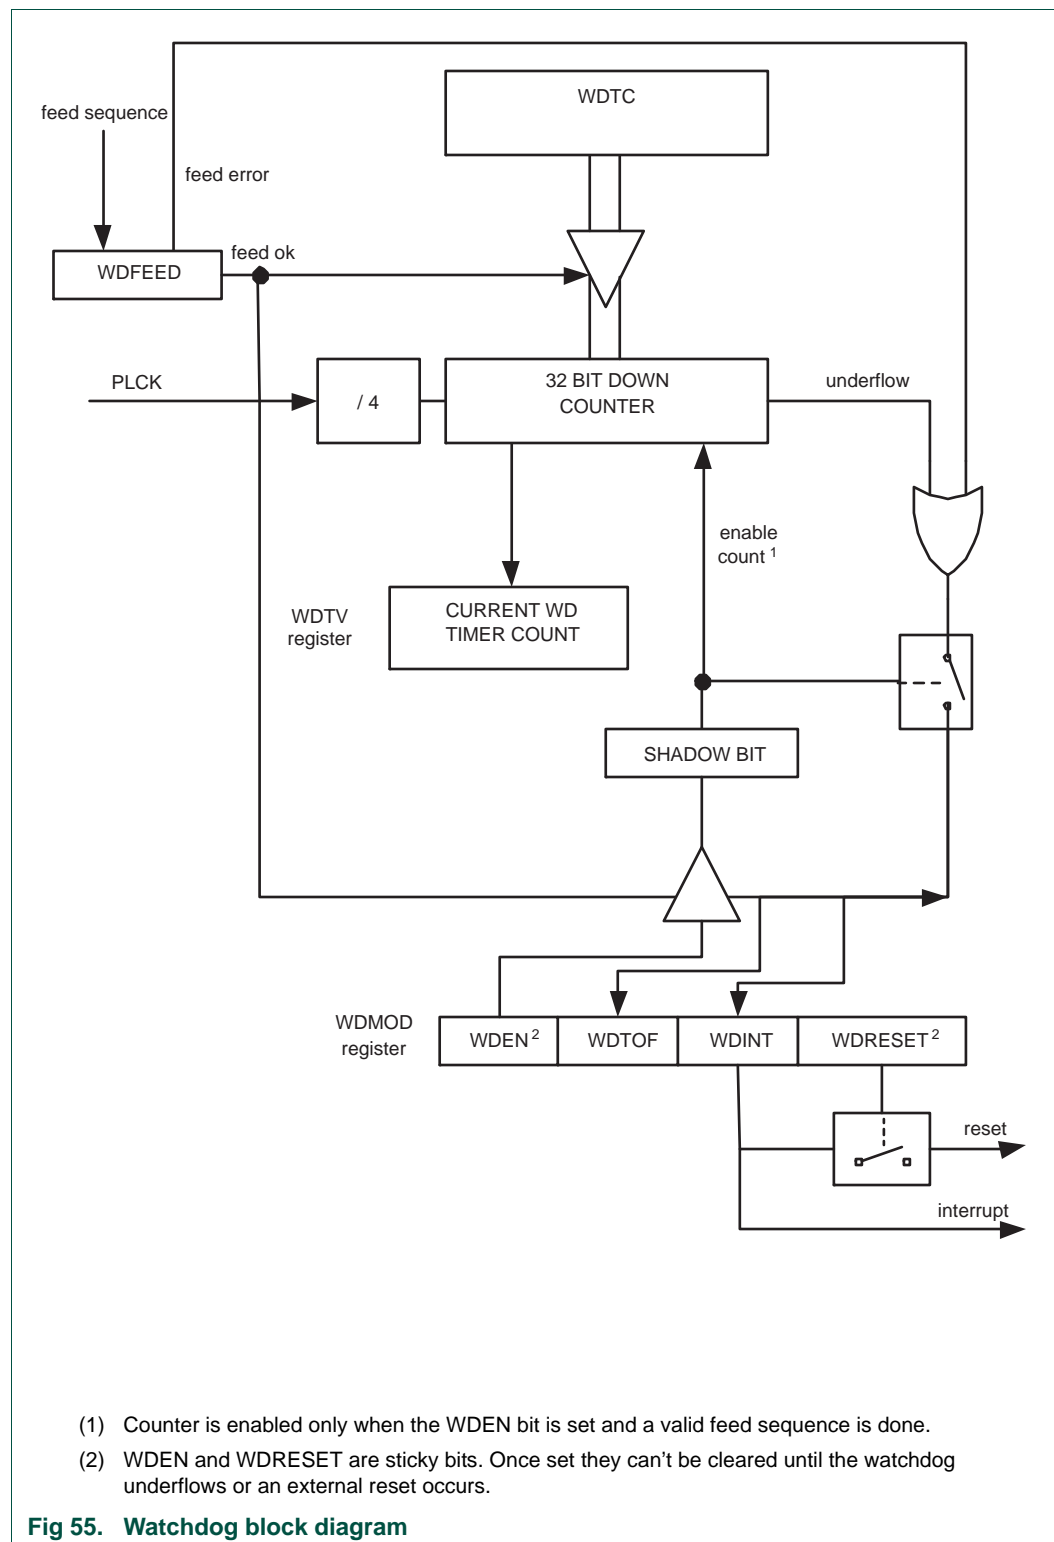 WDTC
feed sequence
feed error
feed ok
WDFEED
PLCK
/ 4
32 BIT DOWN
COUNTER
underflow
enable
count 1
WDTV
register
CURRENT WD
TIMER COUNT
SHADOW BIT
WDMOD
register
WDEN 2
WDTOF
WDINT
WDRESET 2
reset
interrupt
(1) Counter is enabled only when the WDEN bit is set and a valid feed sequence is done.
(2) WDEN and WDRESET are sticky bits. Once set they can't be cleared until the watchdog
underflows or an external reset occurs.
Fig 55. Watchdog block diagram